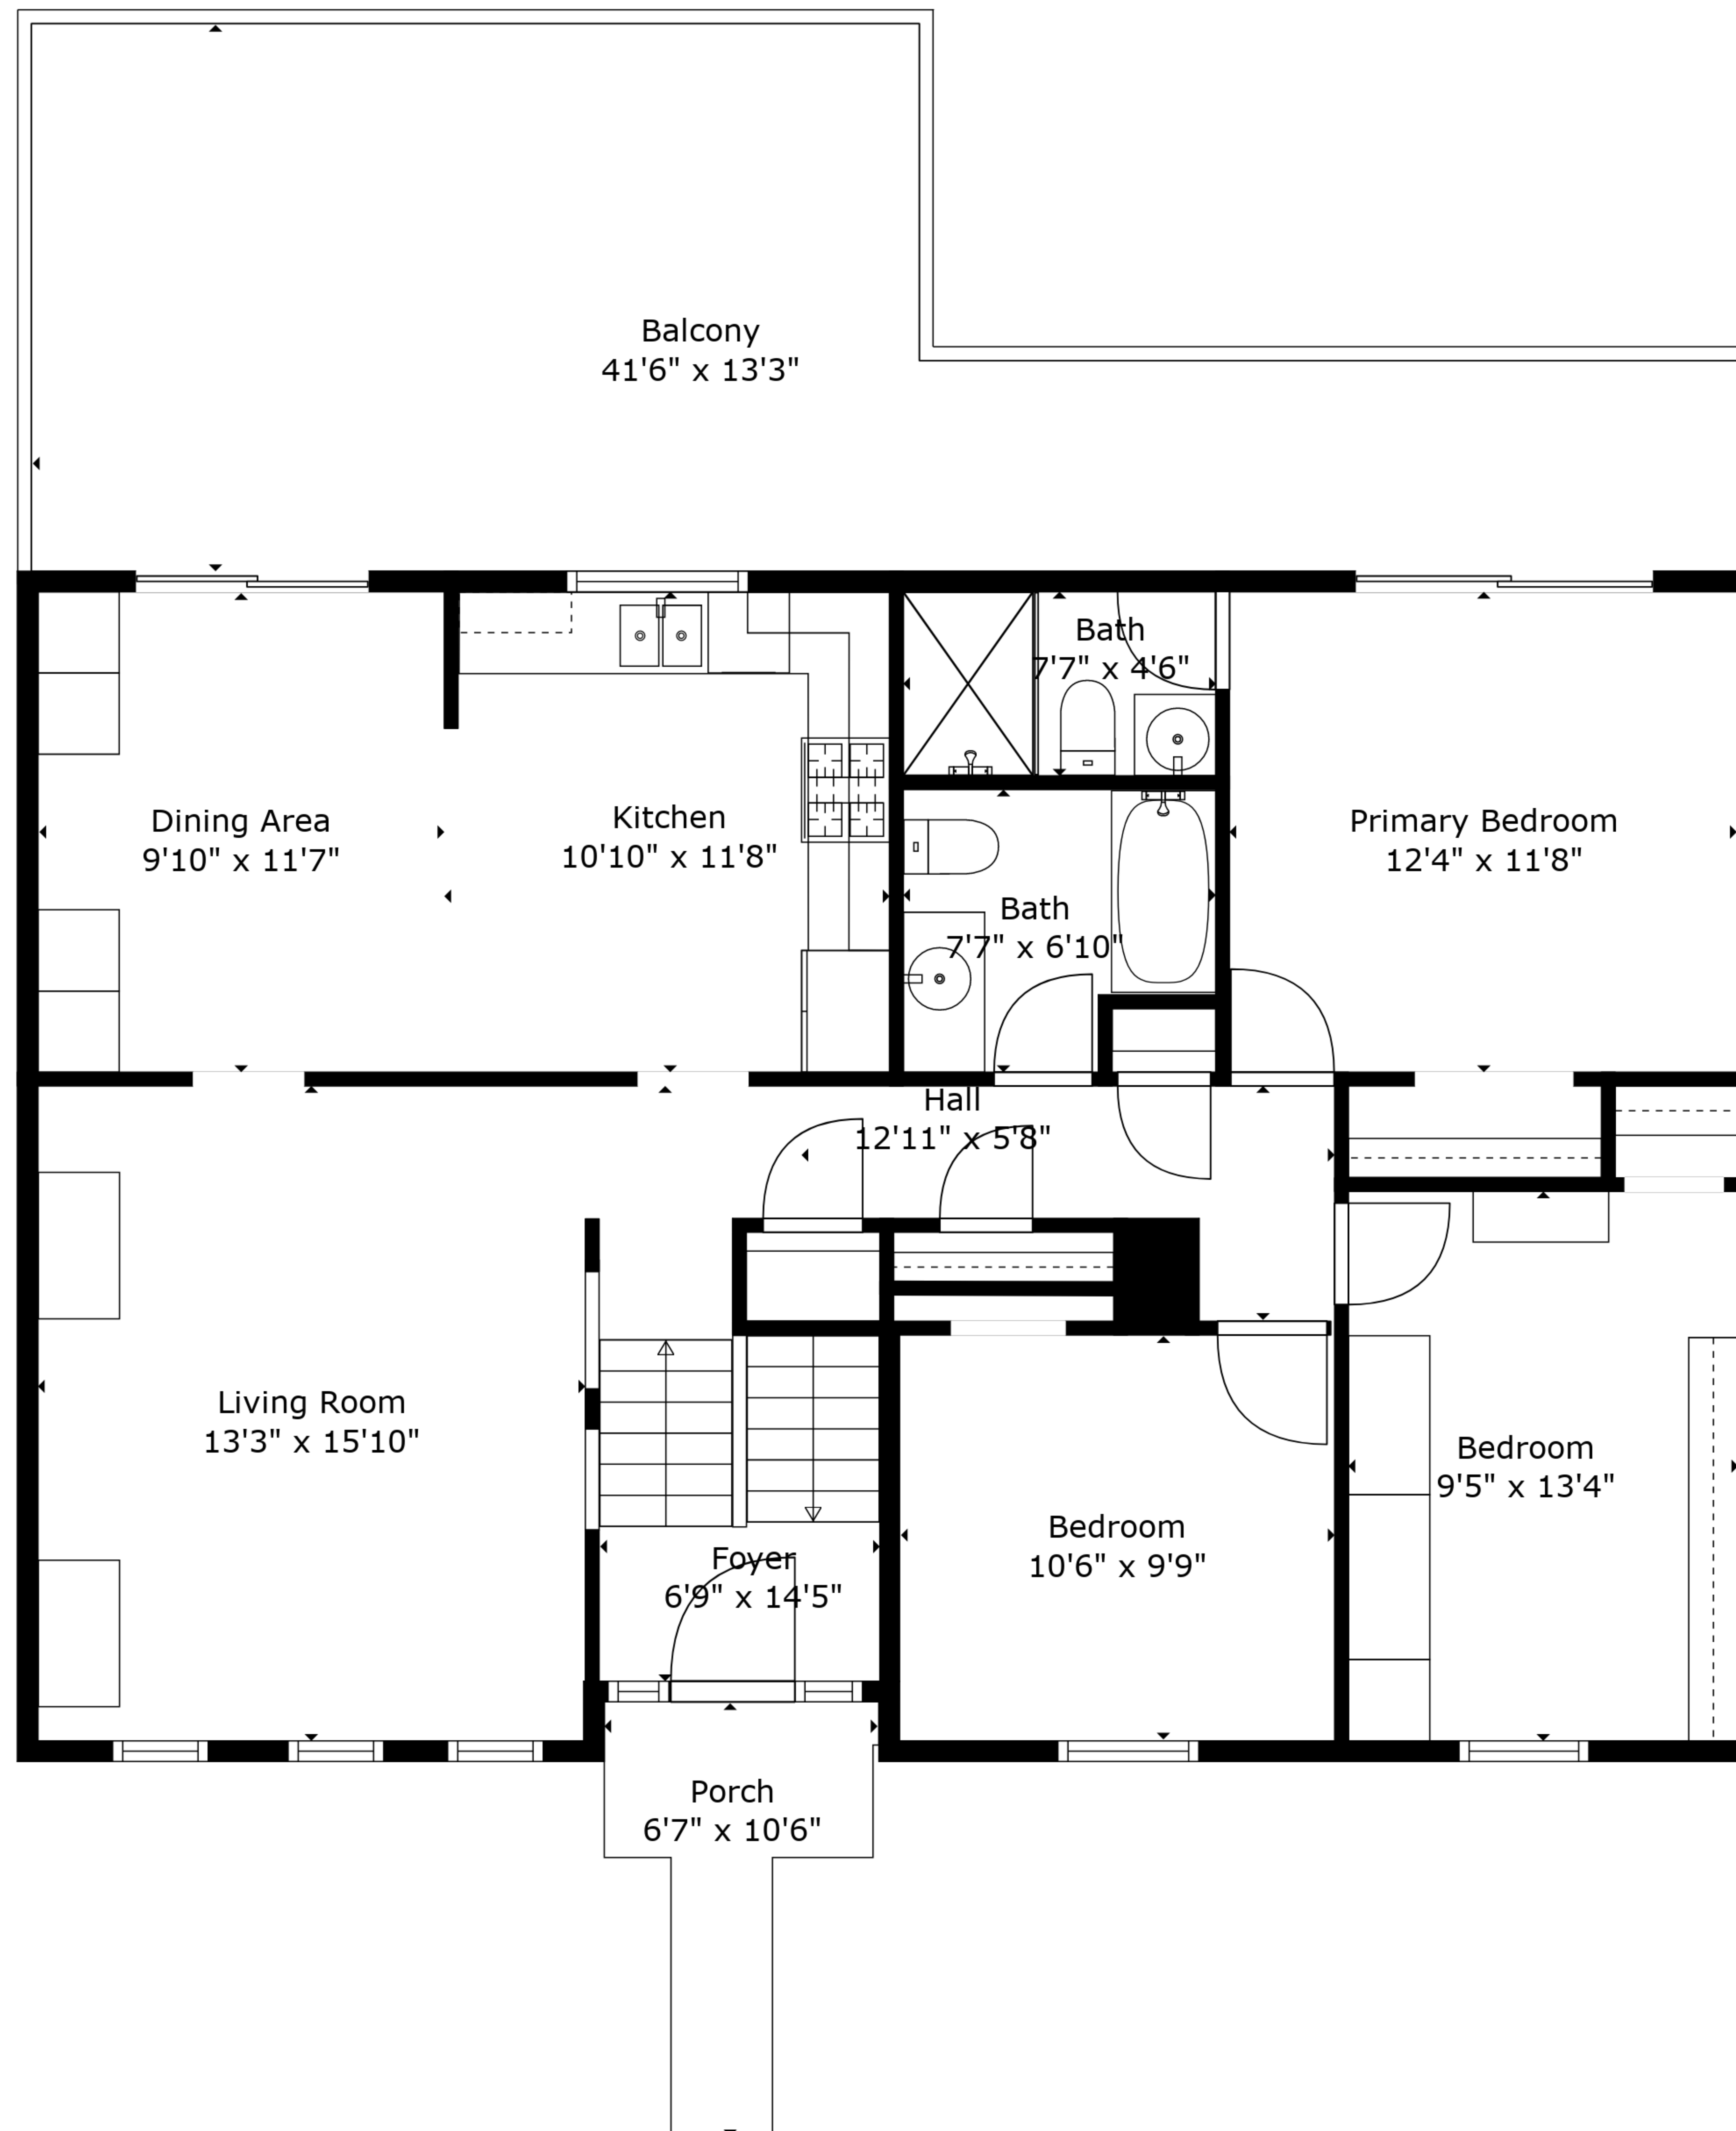 Balcony
41'6" x 13'3"
Bath
7'7" x 4'6"
Dining Area
9'10" x 11'7"
Kitchen
10'10" x 11'8"
Primary Bedroom
12'4" x 11'8"
Bath
7'7" x 6'10"
Hall
12'11" x 5'8"
Living Room
13'3" x 15'10"
Bedroom
9'5" x 13'4"
Bedroom
10'6" x 9'9"
Foyer
6'9" x 14'5"
Porch
6'7" x 10'6"